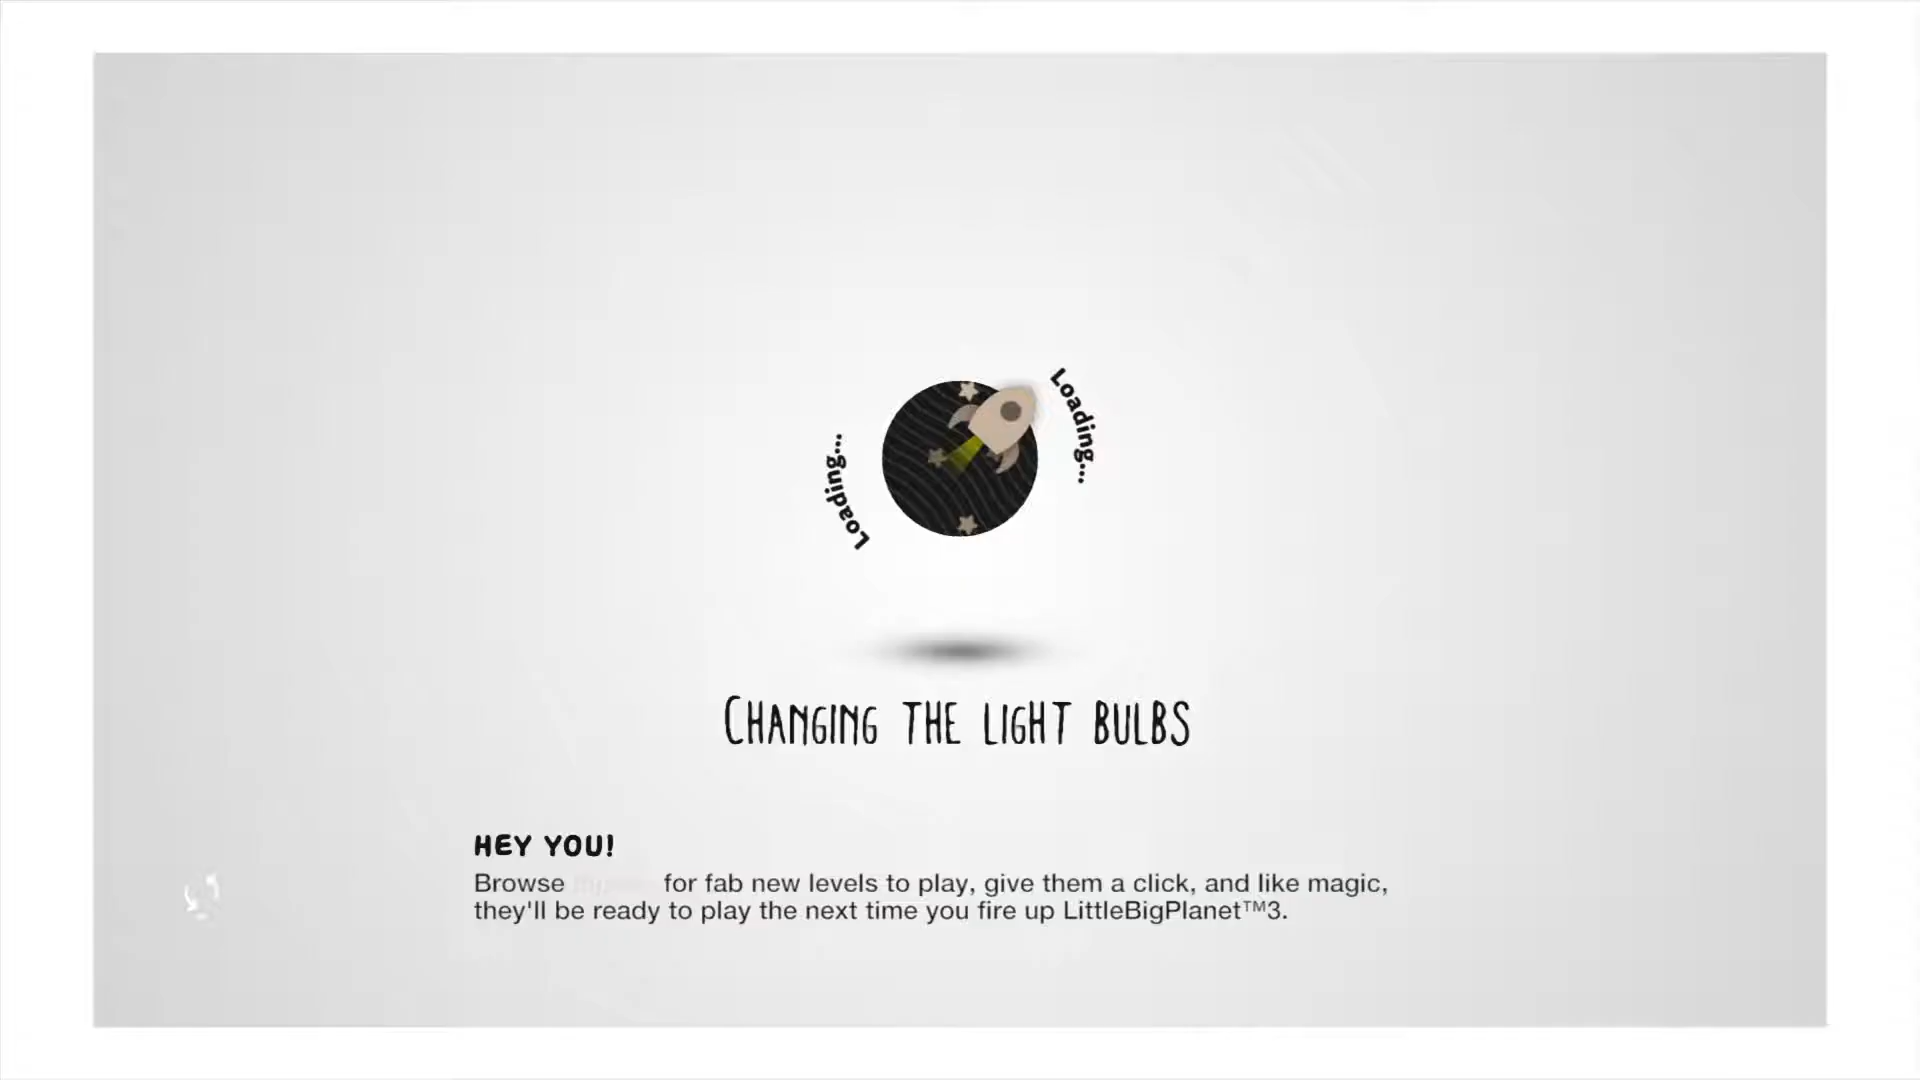 Loading...
Loading...
CHANGING THE LIGHT BULBS
HEY YOU!
Browse for fab new levels to play, give them a click, and like magic,
they'll be ready to play the next time you fire up LittleBigPlanet™3.